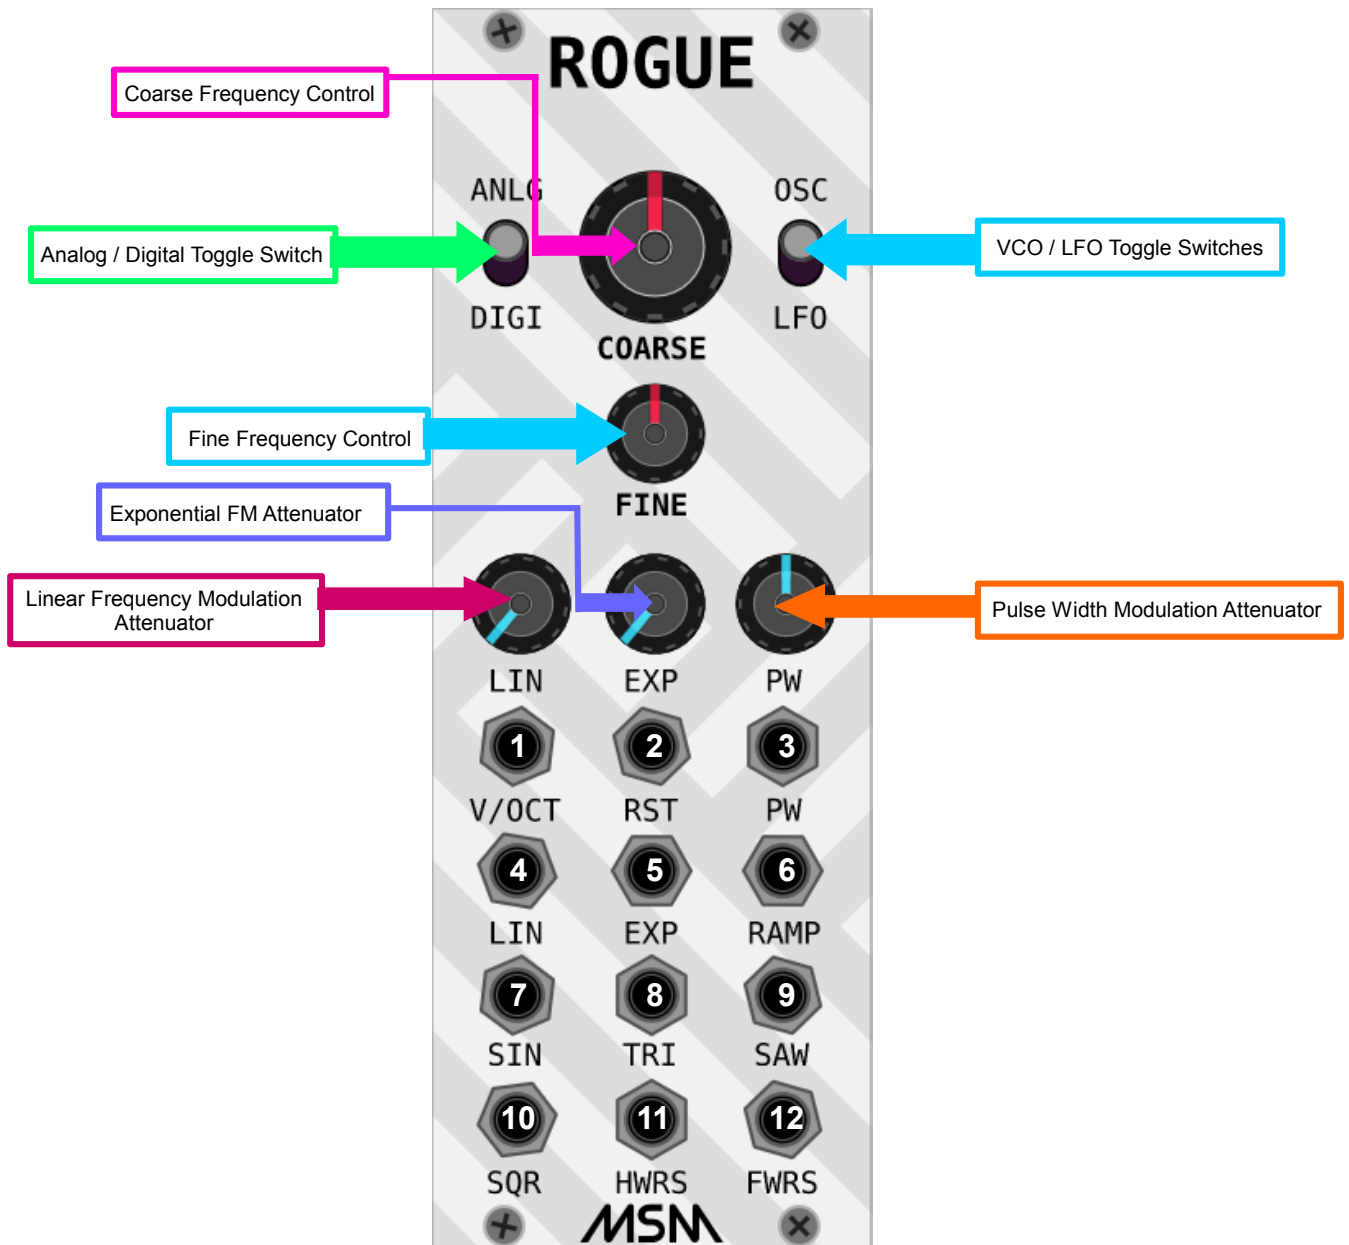 ROGUE
Coarse Frequency Control
ANLG
OSC
Analog / Digital Toggle Switch
VCO / LFO Toggle Switches
DIGI
LFO
COARSE
Fine Frequency Control
FINE
Exponential FM Attenuator
Linear Frequency Modulation
Attenuator
Pulse Width Modulation Attenuator
LIN EXP PW
1 2 3
V/OCT RST PW
4 5 6
LIN EXP RAMP
7 8 9
SIN TRI SAW
10 11 12
SQR HWRS FWRS
MSM